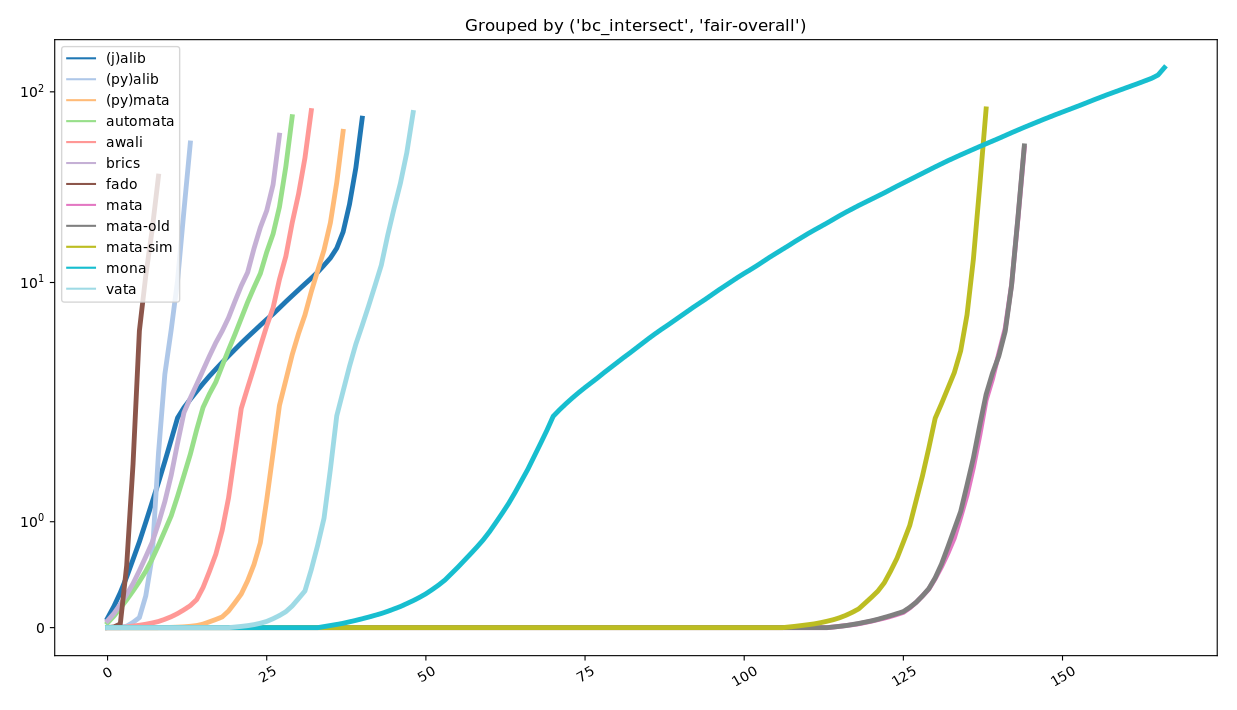 Grouped by ('bc_intersect', 'fair-overall')
(j)alib
(py)alib
(py)mata
automata
awali
brics
fado
mata
mata-old
mata-sim
mona
vata
10²
10¹
10⁰
0
0 25 50 75 100 125 150